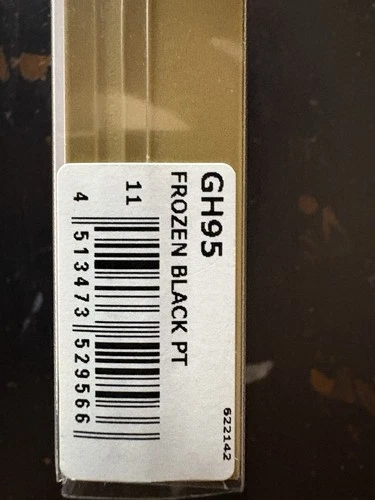 GH95
FROZEN BLACK PT
11
4 513473 529566
622142